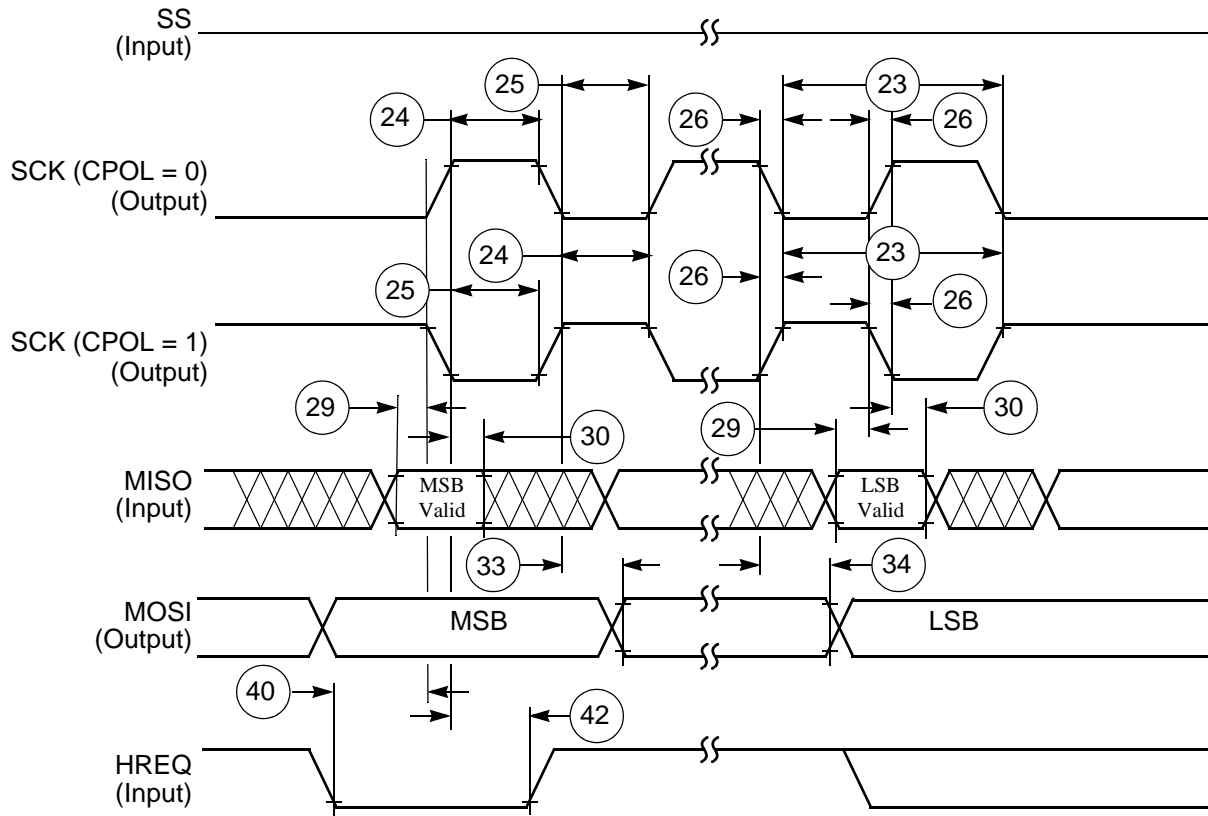 SS
(Input)
25
23
24
26
26
SCK (CPOL = 0)
(Output)
24
23
25
26
26
SCK (CPOL = 1)
(Output)
29
30
29
30
MISO
(Input)
MSB
Valid
LSB
Valid
33
34
MOSI
(Output)
MSB
LSB
40
42
HREQ
(Input)